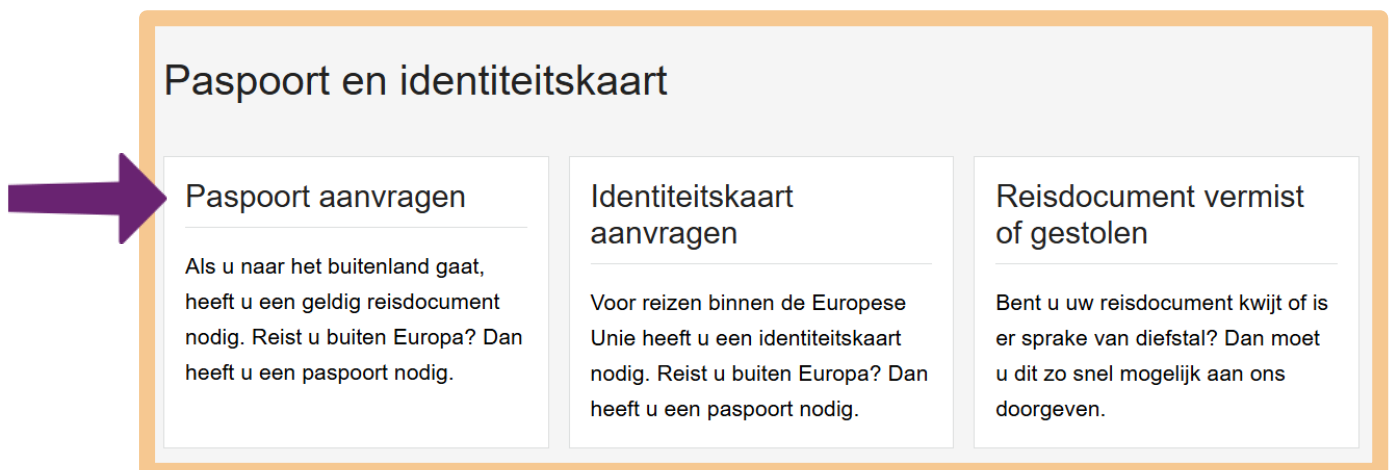 Paspoort en identiteitskaart
Paspoort aanvragen
Als u naar het buitenland gaat,
heeft u een geldig reisdocument
nodig. Reist u buiten Europa? Dan
heeft u een paspoort nodig.
Identiteitskaart
aanvragen
Voor reizen binnen de Europese
Unie heeft u een identiteitskaart
nodig. Reist u buiten Europa? Dan
heeft u een paspoort nodig.
Reisdocument vermist
of gestolen
Bent u uw reisdocument kwijt of is
er sprake van diefstal? Dan moet
u dit zo snel mogelijk aan ons
doorgeven.